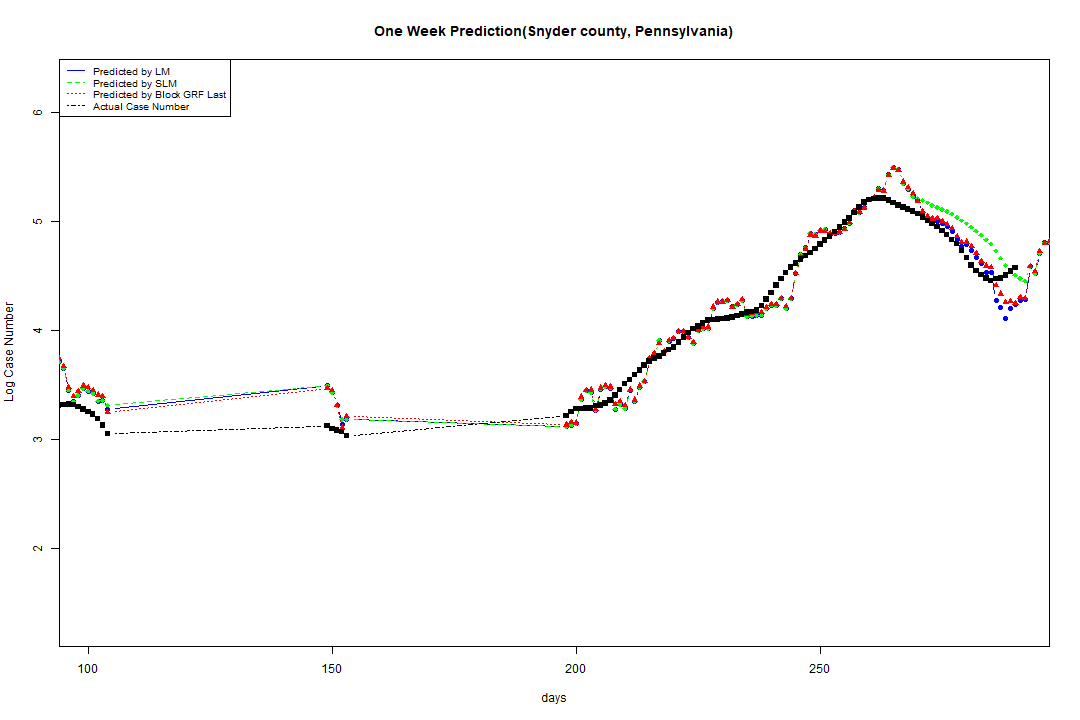 One Week Prediction(Snyder county, Pennsylvania)
Predicted by LM
Predicted by SLM
Predicted by Block GRF Last
Actual Case Number
6
5
4
3
2
Log Case Number
100 150 200 250
days